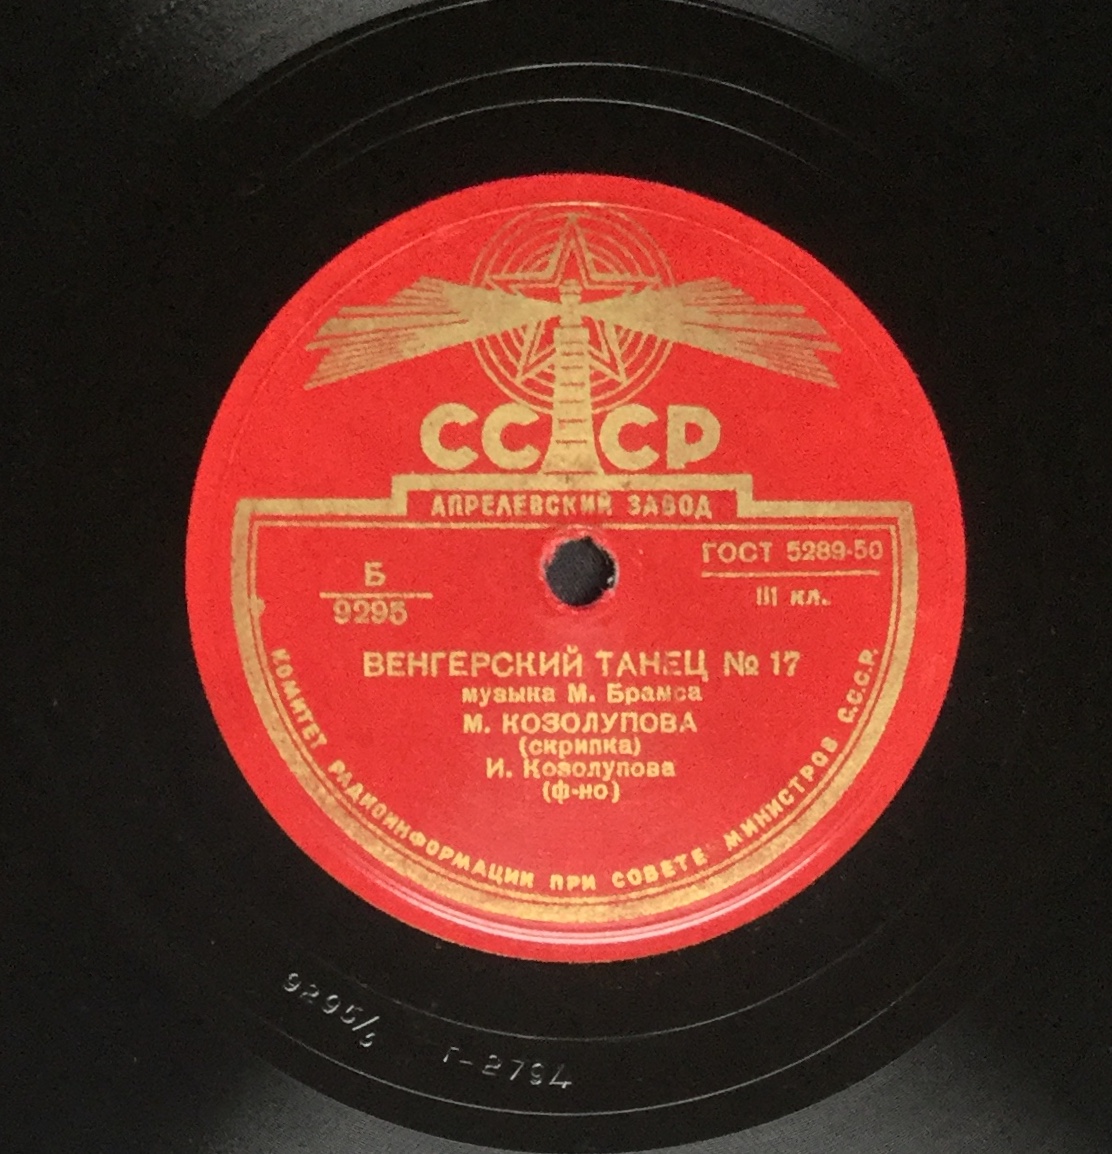 СССР
АПРЕЛЕВСКИЙ ЗАВОД
Б
9295
ГОСТ 5289-50
III кл.
ВЕНГЕРСКИЙ ТАНЕЦ № 17
музыка М. Брамса
М. КОЗОЛУПОВА
(скрипка)
И. Козолупова
(ф-но)
КОМИТЕТ РАДИОИНФОРМАЦИИ ПРИ СОВЕТЕ МИНИСТРОВ С.С.С.Р.
9295/
Г-2794